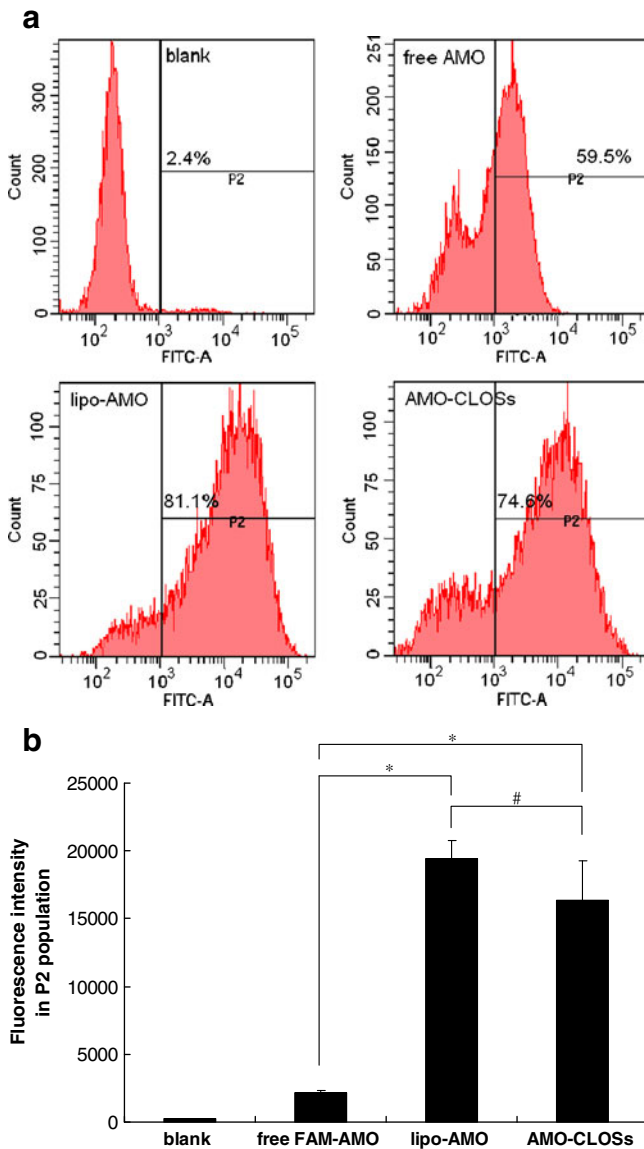 a
blank
2.4%
P2
Count
0 100 200 300
10² 10³ 10⁴ 10⁵
FITC-A
free AMO
59.5%
P2
Count
0 50 100 150 200 251
10² 10³ 10⁴ 10⁵
FITC-A
lipo-AMO
81.1%
P2
Count
0 25 50 75 100
10² 10³ 10⁴ 10⁵
FITC-A
AMO-CLOSs
74.6%
P2
Count
0 25 50 75 100
10² 10³ 10⁴ 10⁵
FITC-A
b
*
*
#
Fluorescence intensity
in P2 population
25000
20000
15000
10000
5000
0
blank free FAM-AMO lipo-AMO AMO-CLOSs